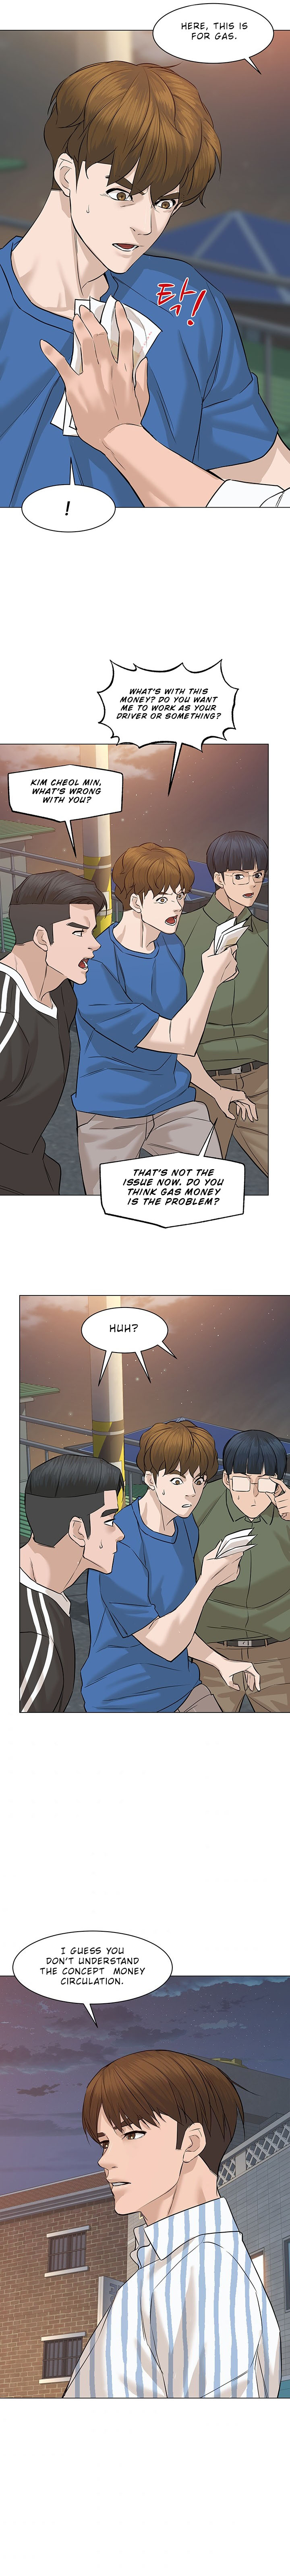 HERE, THIS IS
FOR GAS.
탁!
!
WHAT'S WITH THIS
MONEY? DO YOU WANT
ME TO WORK AS YOUR
DRIVER OR SOMETHING?
KIM CHEOL MIN,
WHAT'S WRONG
WITH YOU?
THAT'S NOT THE
ISSUE NOW. DO YOU
THINK GAS MONEY
IS THE PROBLEM?
HUH?
I GUESS YOU
DON'T UNDERSTAND
THE CONCEPT MONEY
CIRCULATION.